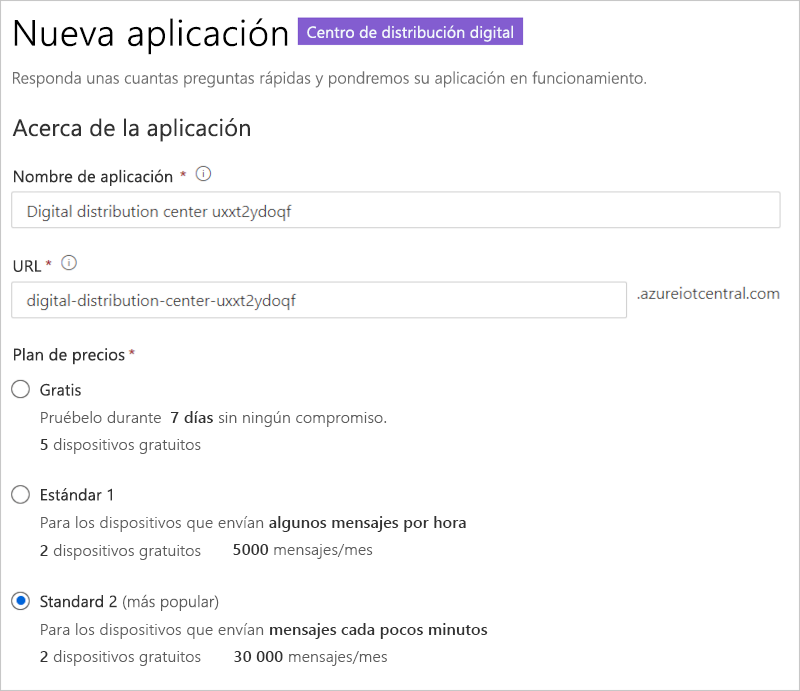 Nueva aplicación Centro de distribución digital
Responda unas cuantas preguntas rápidas y pondremos su aplicación en funcionamiento.
Acerca de la aplicación
Nombre de aplicación *
Digital distribution center uxxt2ydoqf
URL *
digital-distribution-center-uxxt2ydoqf .azureiotcentral.com
Plan de precios *
Gratis
Pruébelo durante 7 días sin ningún compromiso.
5 dispositivos gratuitos
Estándar 1
Para los dispositivos que envían algunos mensajes por hora
2 dispositivos gratuitos 5000 mensajes/mes
Standard 2 (más popular)
Para los dispositivos que envían mensajes cada pocos minutos
2 dispositivos gratuitos 30 000 mensajes/mes